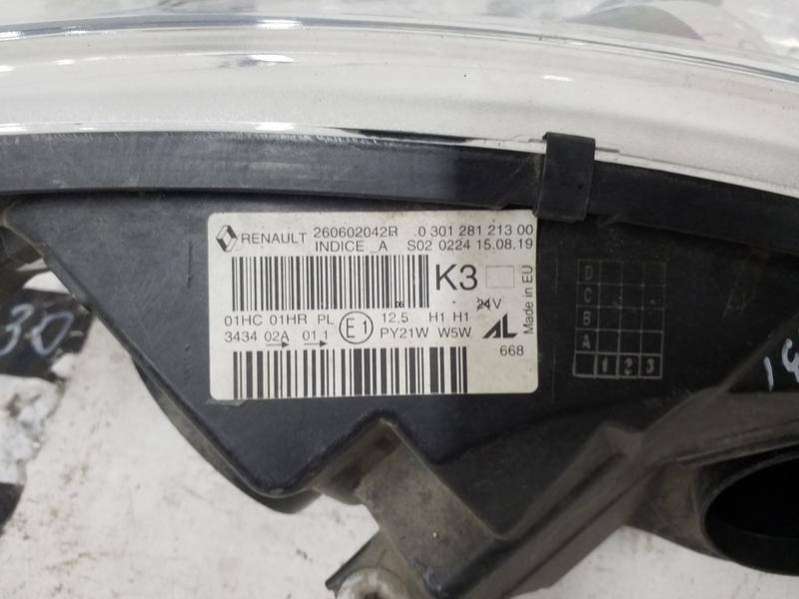 RENAULT 260602042R 0 301 281 213 00
INDICE _A S02 0224 15.08.19
K3
24V
Made in EU
01HC 01HR PL E1 12,5 H1 H1
3434 02A 01 1 PY21W W5W AL
668
D
C
B
A
1 2 3
30